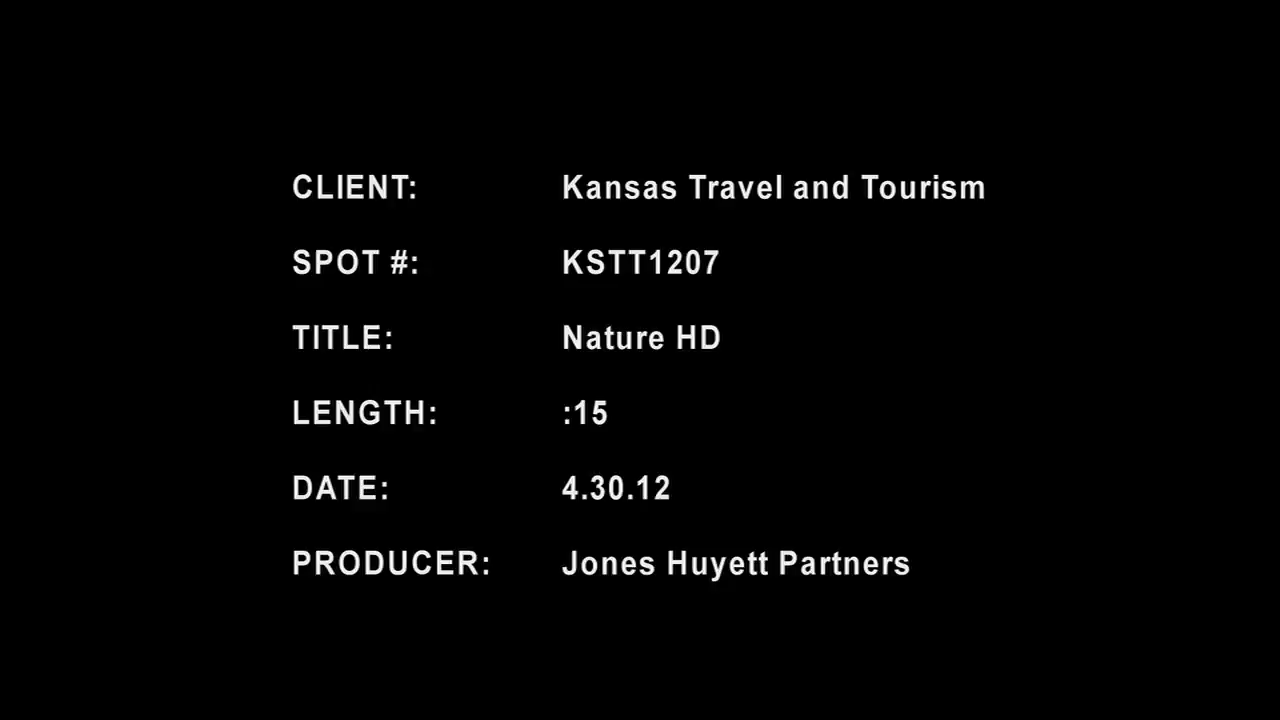 CLIENT: Kansas Travel and Tourism
SPOT #: KSTT1207
TITLE: Nature HD
LENGTH: :15
DATE: 4.30.12
PRODUCER: Jones Huyett Partners